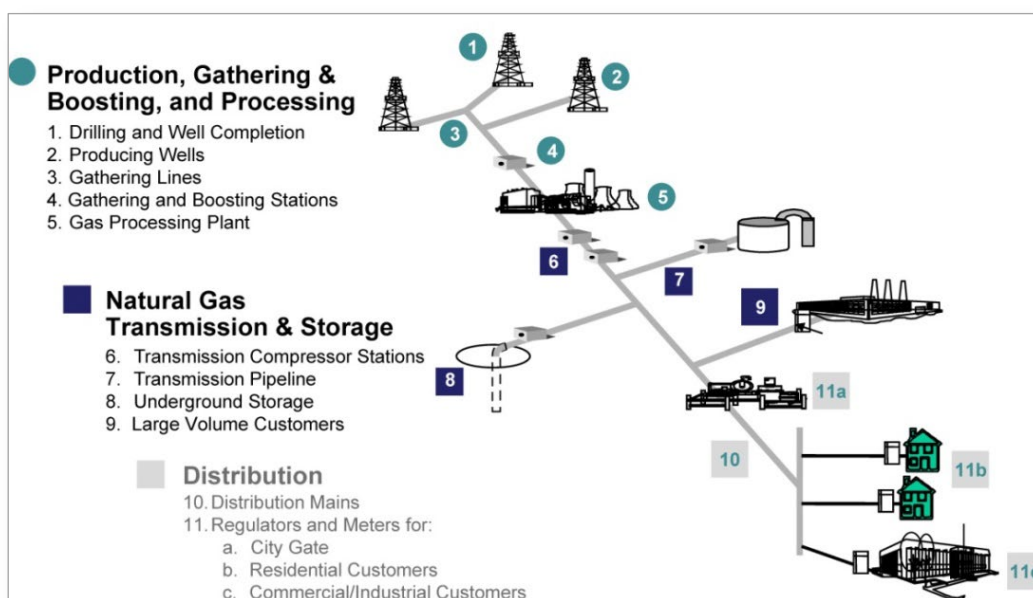 Production, Gathering &
Boosting, and Processing
1. Drilling and Well Completion
2. Producing Wells
3. Gathering Lines
4. Gathering and Boosting Stations
5. Gas Processing Plant
Natural Gas
Transmission & Storage
6. Transmission Compressor Stations
7. Transmission Pipeline
8. Underground Storage
9. Large Volume Customers
Distribution
10. Distribution Mains
11. Regulators and Meters for:
a. City Gate
b. Residential Customers
c. Commercial/Industrial Customers
1
2
3
4
5
6
7
8
9
11a
10
11b
11c